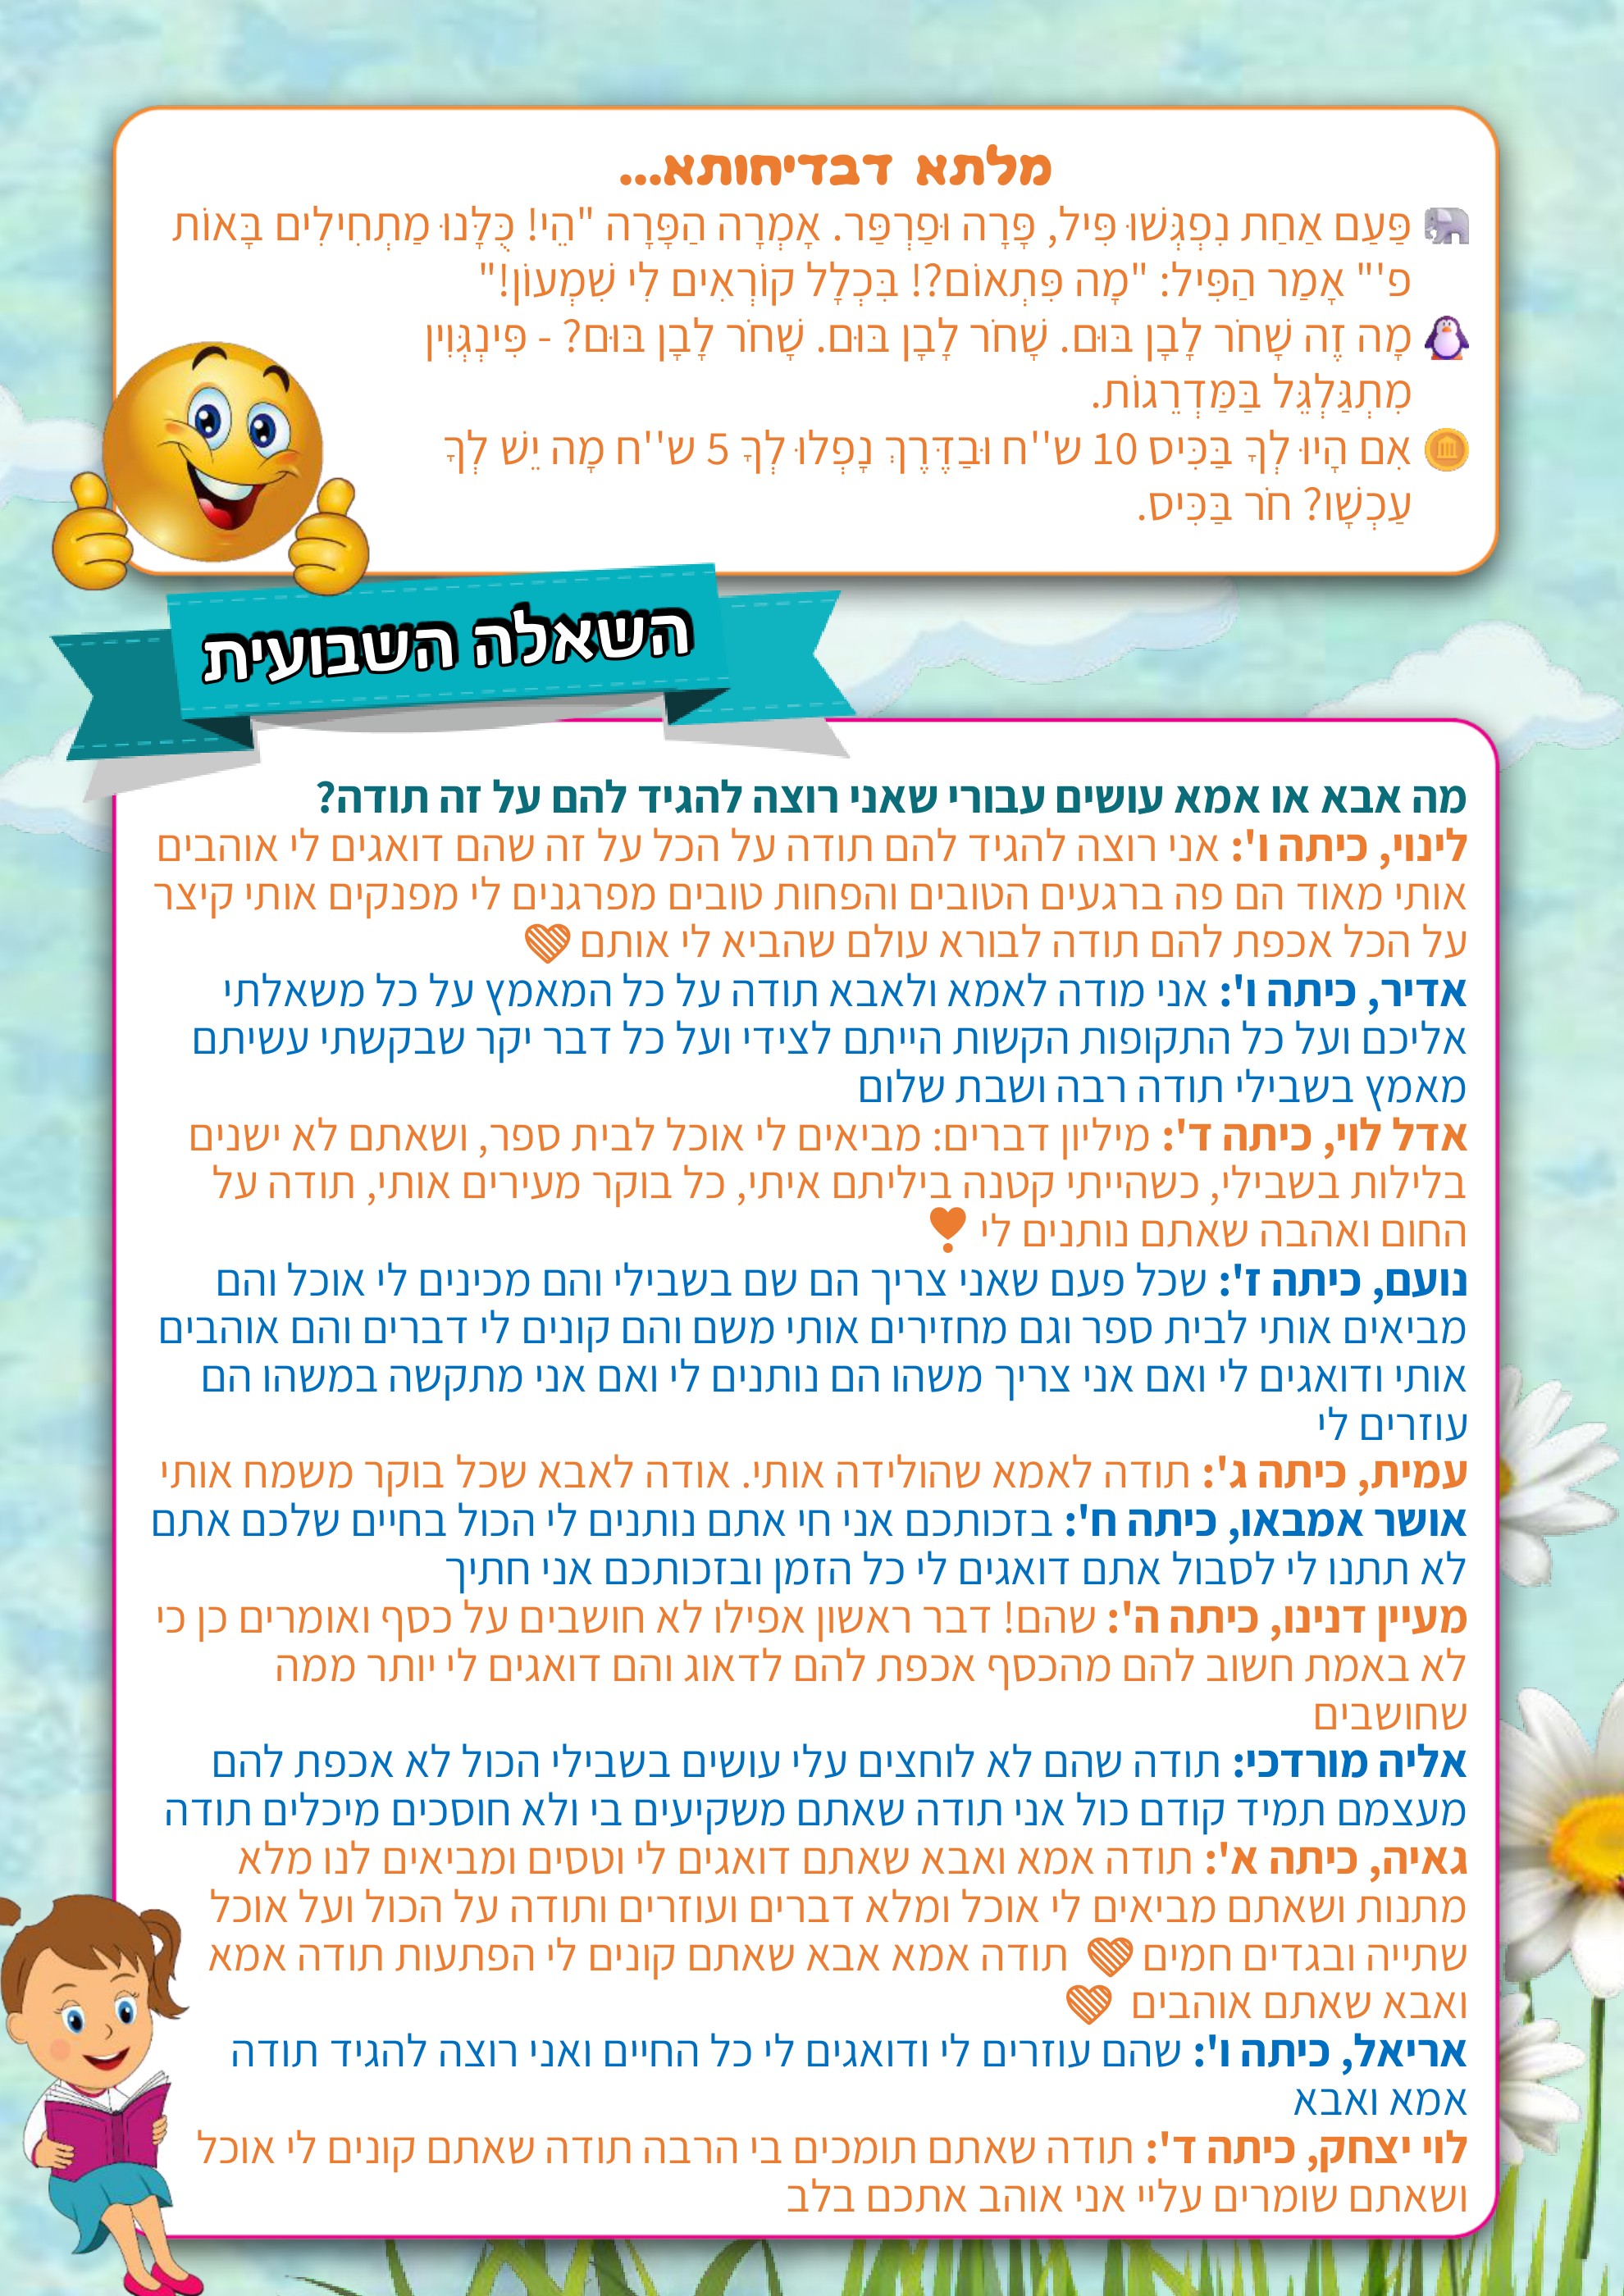 מלתא דבדיחותא...
פַּעַם אַחַת נִפְגְּשׁוּ פִּיל, פָּרָה וּפַרְפַּר. אָמְרָה הַפָּרָה "הֵי! כֻּלָּנוּ מַתְחִילִים בָּאוֹת
פ'" אָמַר הַפִּיל: "מָה פִּתְאוֹם?! בִּכְלָל קוֹרְאִים לִי שִׁמְעוֹן!"
מָה זֶה שָׁחֹר לָבָן בּוּם. שָׁחֹר לָבָן בּוּם. שָׁחֹר לָבָן בּוּם? - פִּינְגְּוִין
מִתְגַּלְגֵּל בַּמַּדְרֵגוֹת.
אִם הָיוּ לְךָ בַּכִּיס 10 ש''ח וּבַדֶּרֶךְ נָפְלוּ לְךָ 5 ש''ח מָה יֵשׁ לְךָ
עַכְשָׁו? חֹר בַּכִּיס.
השאלה השבועית
מה אבא או אמא עושים עבורי שאני רוצה להגיד להם על זה תודה?
לינוי, כיתה ו': אני רוצה להגיד להם תודה על הכל על זה שהם דואגים לי אוהבים
אותי מאוד הם פה ברגעים הטובים והפחות טובים מפרגנים לי מפנקים אותי קיצר
על הכל אכפת להם תודה לבורא עולם שהביא לי אותם
אדיר, כיתה ו': אני מודה לאמא ולאבא תודה על כל המאמץ על כל משאלתי
אליכם ועל כל התקופות הקשות הייתם לצידי ועל כל דבר יקר שבקשתי עשיתם
מאמץ בשבילי תודה רבה ושבת שלום
אדל לוי, כיתה ד': מיליון דברים: מביאים לי אוכל לבית ספר, ושאתם לא ישנים
בלילות בשבילי, כשהייתי קטנה ביליתם איתי, כל בוקר מעירים אותי, תודה על
החום ואהבה שאתם נותנים לי ❣
נועם, כיתה ז': שכל פעם שאני צריך הם שם בשבילי והם מכינים לי אוכל והם
מביאים אותי לבית ספר וגם מחזירים אותי משם והם קונים לי דברים והם אוהבים
אותי ודואגים לי ואם אני צריך משהו הם נותנים לי ואם אני מתקשה במשהו הם
עוזרים לי
עמית, כיתה ג': תודה לאמא שהולידה אותי. אודה לאבא שכל בוקר משמח אותי
אושר אמבאו, כיתה ח': בזכותכם אני חי אתם נותנים לי הכול בחיים שלכם אתם
לא תתנו לי לסבול אתם דואגים לי כל הזמן ובזכותכם אני חתיך
מעיין דנינו, כיתה ה': שהם! דבר ראשון אפילו לא חושבים על כסף ואומרים כן כי
לא באמת חשוב להם מהכסף אכפת להם לדאוג והם דואגים לי יותר ממה
שחושבים
אליה מורדכי: תודה שהם לא לוחצים עלי עושים בשבילי הכול לא אכפת להם
מעצמם תמיד קודם כול אני תודה שאתם משקיעים בי ולא חוסכים מיכלים תודה
גאיה, כיתה א': תודה אמא ואבא שאתם דואגים לי וטסים ומביאים לנו מלא
מתנות ושאתם מביאים לי אוכל ומלא דברים ועוזרים ותודה על הכול ועל אוכל
שתייה ובגדים חמים תודה אמא אבא שאתם קונים לי הפתעות תודה אמא
ואבא שאתם אוהבים
אריאל, כיתה ו': שהם עוזרים לי ודואגים לי כל החיים ואני רוצה להגיד תודה
אמא ואבא
לוי יצחק, כיתה ד': תודה שאתם תומכים בי הרבה תודה שאתם קונים לי אוכל
ושאתם שומרים עליי אני אוהב אתכם בלב